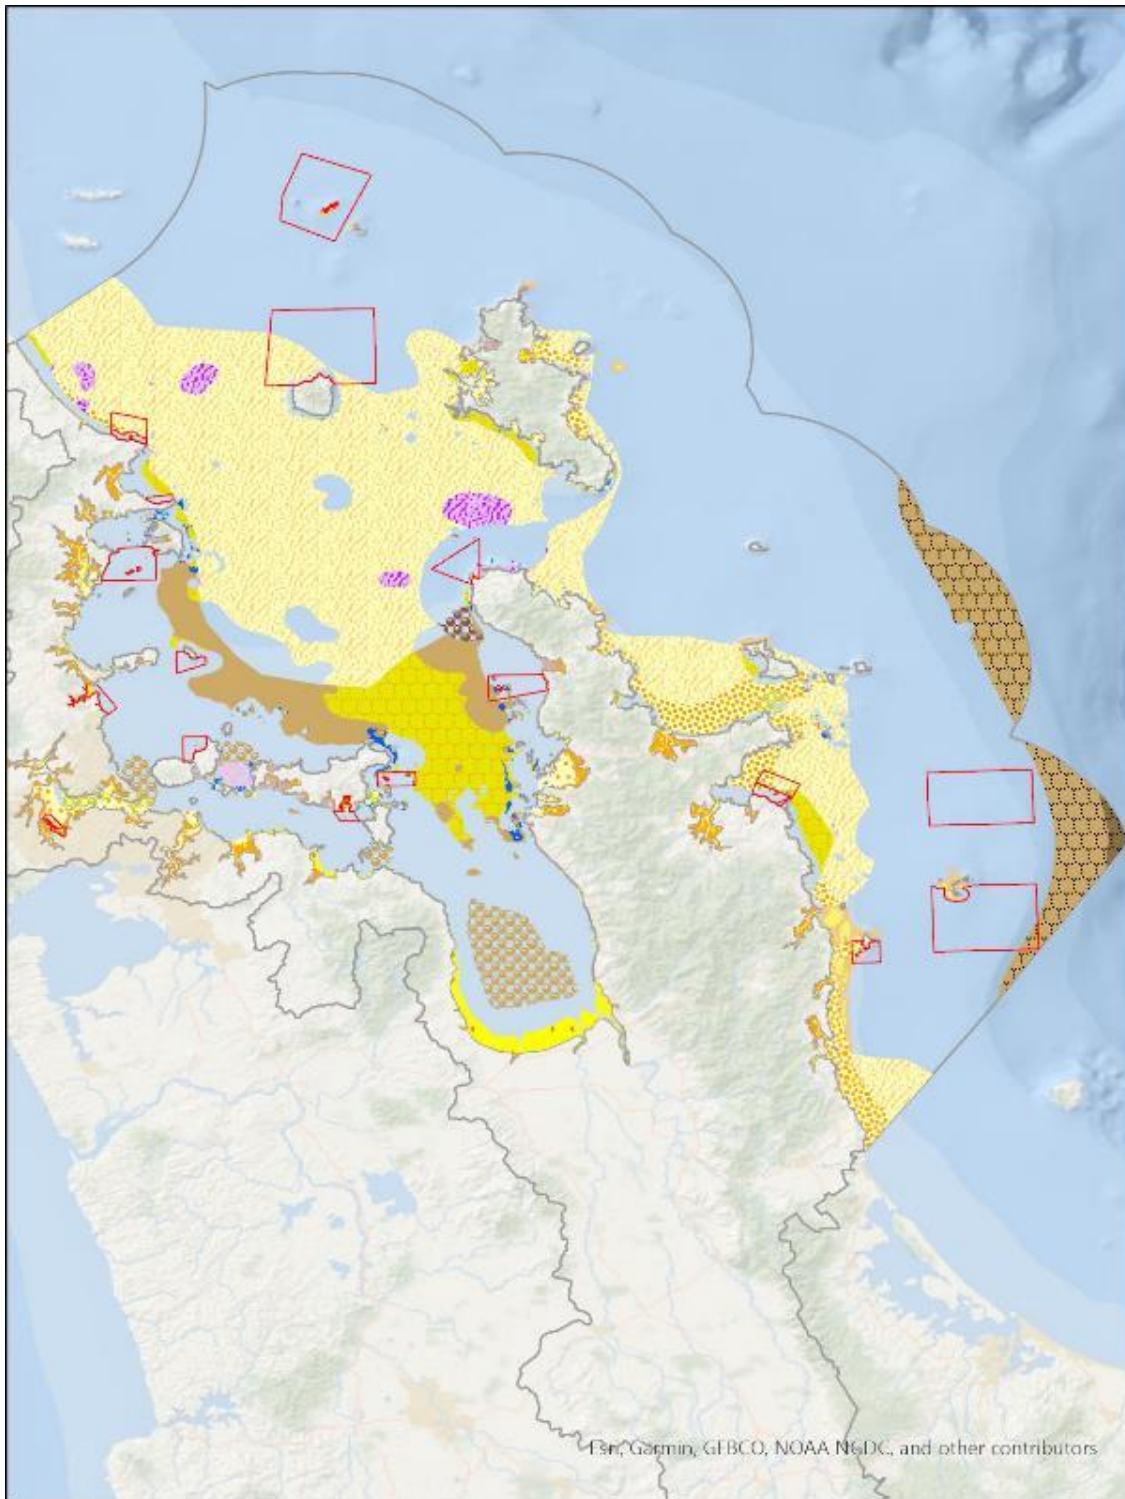 Esri, Garmin, GEBCO, NOAA NGDC, and other contributors